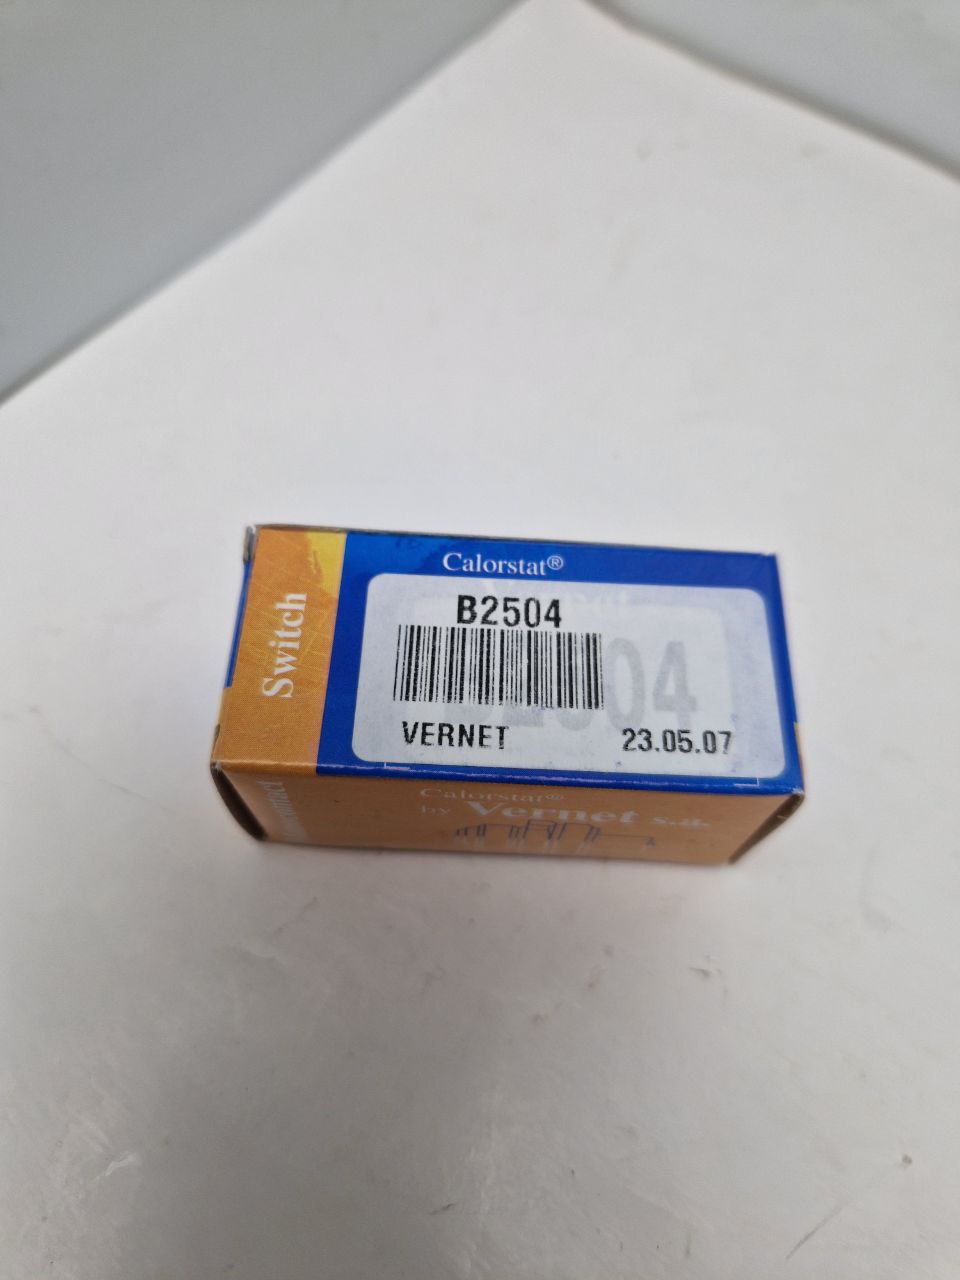 Switch
Calorstat®
B2504
VERNET
23.05.07
Calorstat®
by Vernet